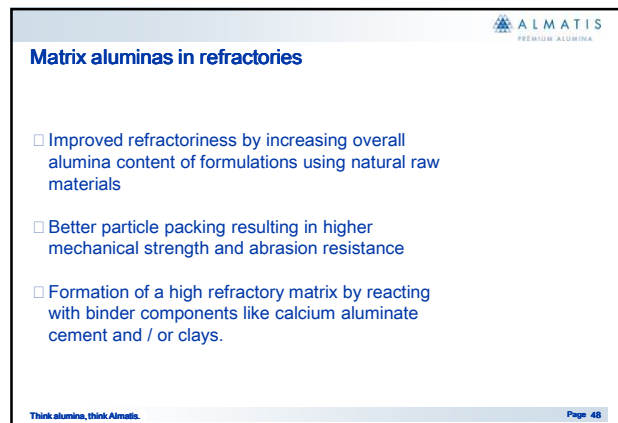 ALMATIS
PREMIUM ALUMINA
Matrix aluminas in refractories
Improved refractoriness by increasing overall
alumina content of formulations using natural raw
materials
Better particle packing resulting in higher
mechanical strength and abrasion resistance
Formation of a high refractory matrix by reacting
with binder components like calcium aluminate
cement and / or clays.
Think alumina, think Almatis.
Page 48